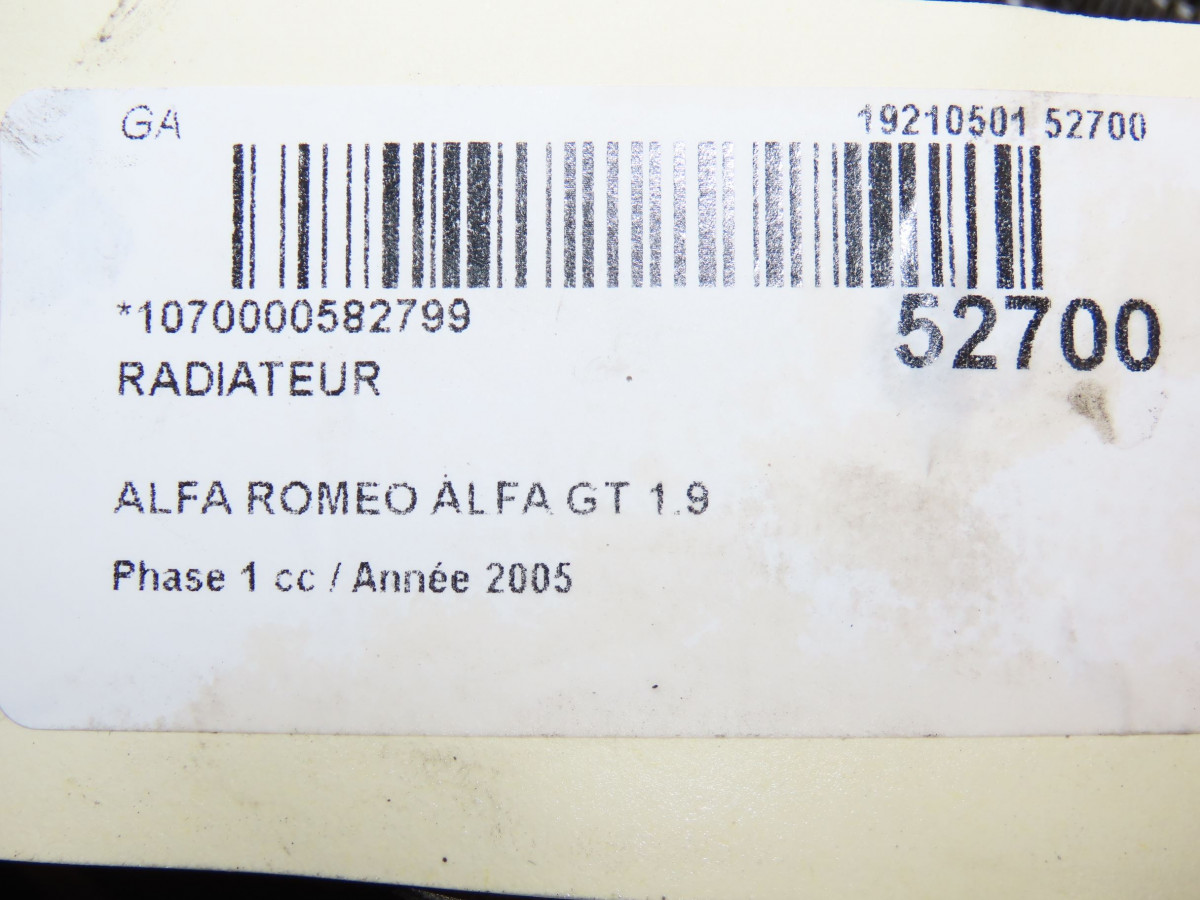 GA
19210501 52700
*1070000582799
52700
RADIATEUR
ALFA ROMEO ALFA GT 1.9
Phase 1 cc / Année 2005